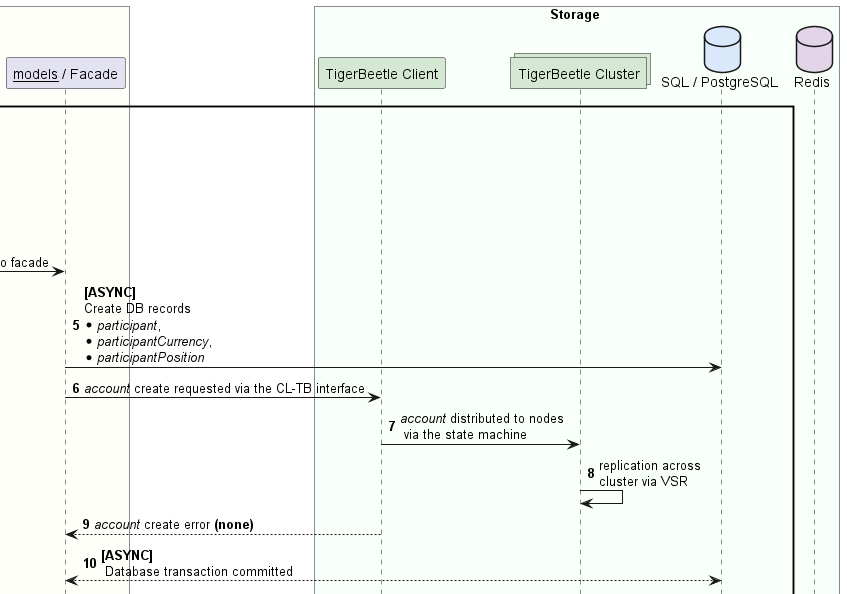 Storage
models / Facade
TigerBeetle Client
TigerBeetle Cluster
SQL / PostgreSQL
Redis
o facade
[ASYNC]
Create DB records
5 • participant,
• participantCurrency,
• participantPosition
6 account create requested via the CL-TB interface
7 account distributed to nodes
via the state machine
8 replication across
cluster via VSR
9 account create error (none)
10 [ASYNC]
Database transaction committed